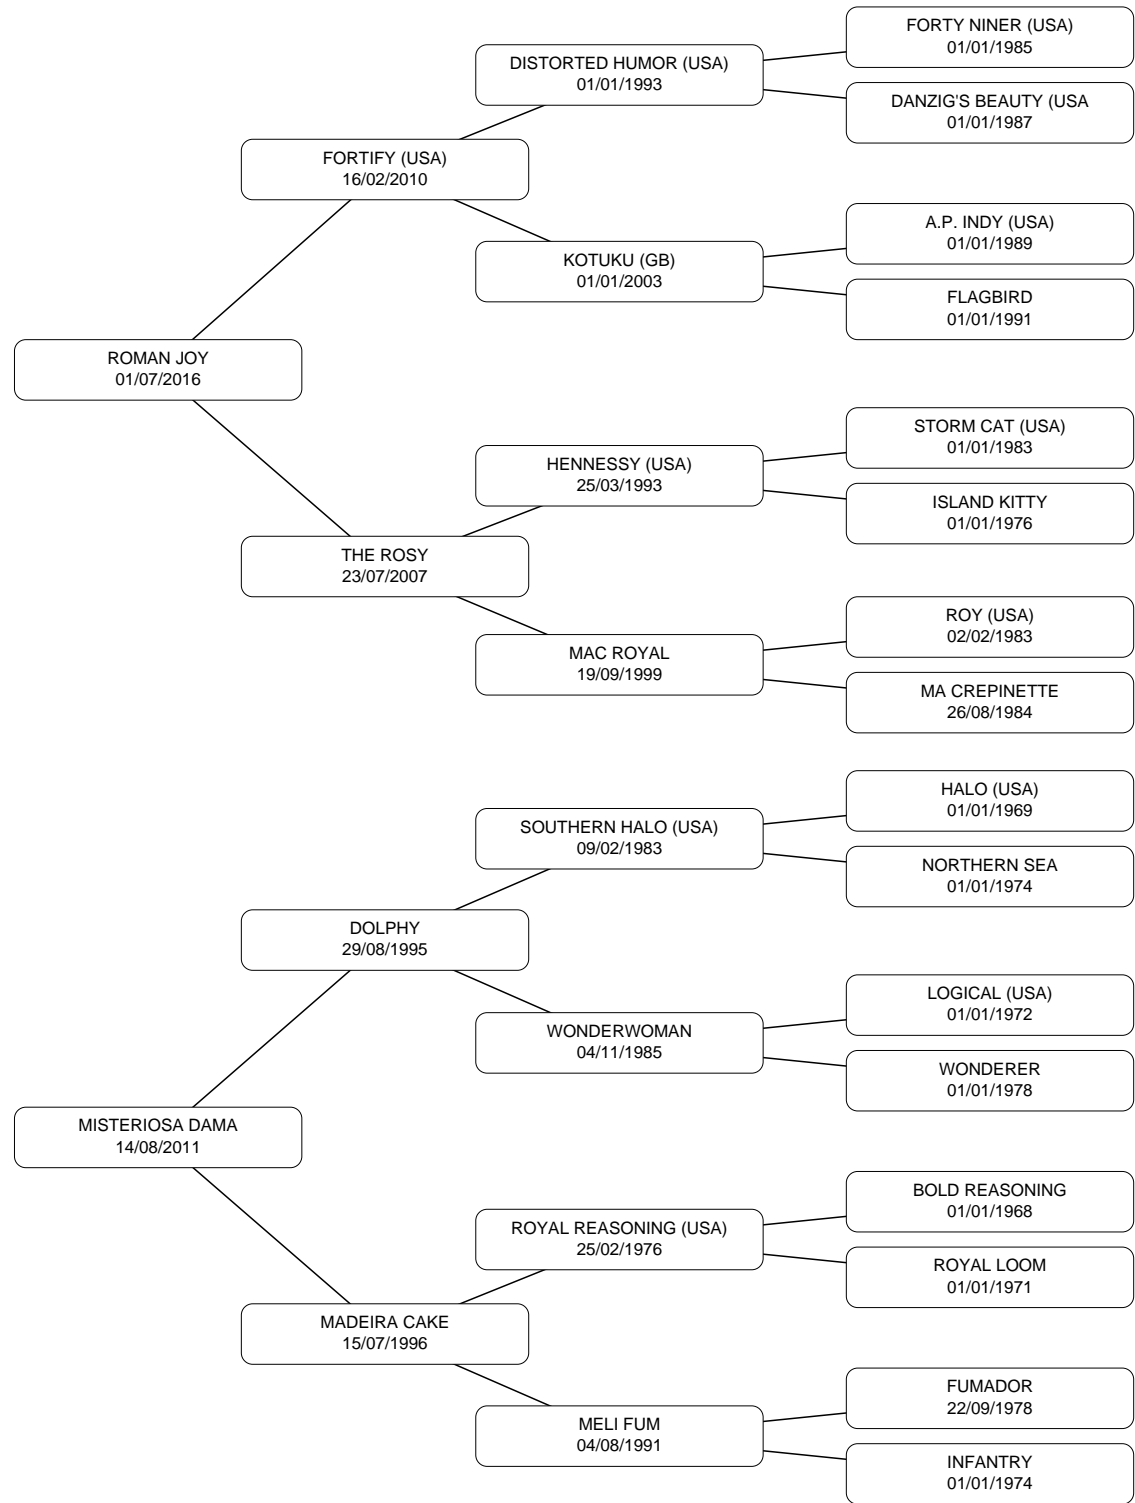 FORTY NINER (USA)
01/01/1985
DISTORTED HUMOR (USA)
01/01/1993
DANZIG'S BEAUTY (USA
01/01/1987
FORTIFY (USA)
16/02/2010
A.P. INDY (USA)
01/01/1989
KOTUKU (GB)
01/01/2003
FLAGBIRD
01/01/1991
ROMAN JOY
01/07/2016
STORM CAT (USA)
01/01/1983
HENNESSY (USA)
25/03/1993
ISLAND KITTY
01/01/1976
THE ROSY
23/07/2007
ROY (USA)
02/02/1983
MAC ROYAL
19/09/1999
MA CREPINETTE
26/08/1984
HALO (USA)
01/01/1969
SOUTHERN HALO (USA)
09/02/1983
NORTHERN SEA
01/01/1974
DOLPHY
29/08/1995
LOGICAL (USA)
01/01/1972
WONDERWOMAN
04/11/1985
WONDERER
01/01/1978
MISTERIOSA DAMA
14/08/2011
BOLD REASONING
01/01/1968
ROYAL REASONING (USA)
25/02/1976
ROYAL LOOM
01/01/1971
MADEIRA CAKE
15/07/1996
FUMADOR
22/09/1978
MELI FUM
04/08/1991
INFANTRY
01/01/1974